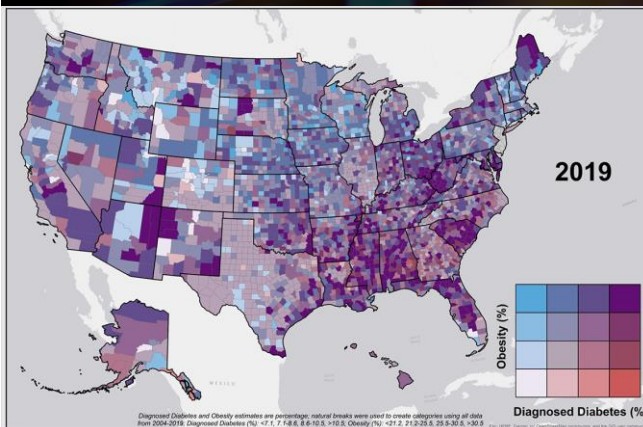 2019
Obesity (%)
MEXICO
Diagnosed Diabetes (%
Diagnosed Diabetes and Obesity estimates are percentage; natural breaks were used to create categories using all data
from 2004-2019. Diagnosed Diabetes (%): <7.1, 7.1-8.6, 8.6-10.5, >10.5; Obesity (%): <21.2, 21.2-25.5, 25.5-30.5, >30.5